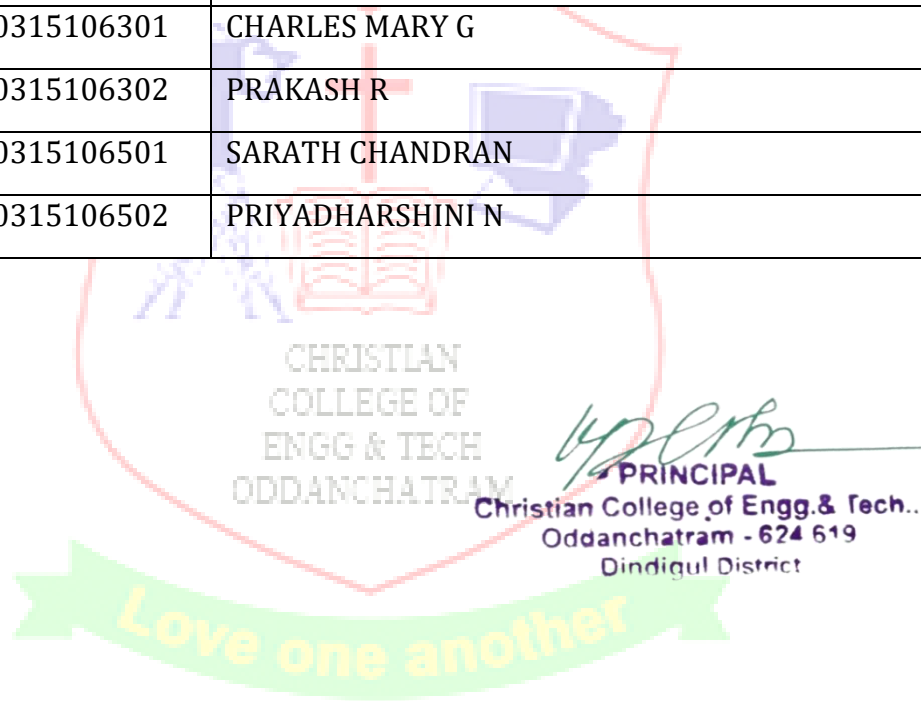 0315106301 CHARLES MARY G
0315106302 PRAKASH R
0315106501 SARATH CHANDRAN
0315106502 PRIYADHARSHINI N
CHRISTIAN
COLLEGE OF
ENGG & TECH
ODDANCHATRAM
PRINCIPAL
Christian College of Engg.& Tech..
Oddanchatram - 624 619
Dindigul District
Love one another